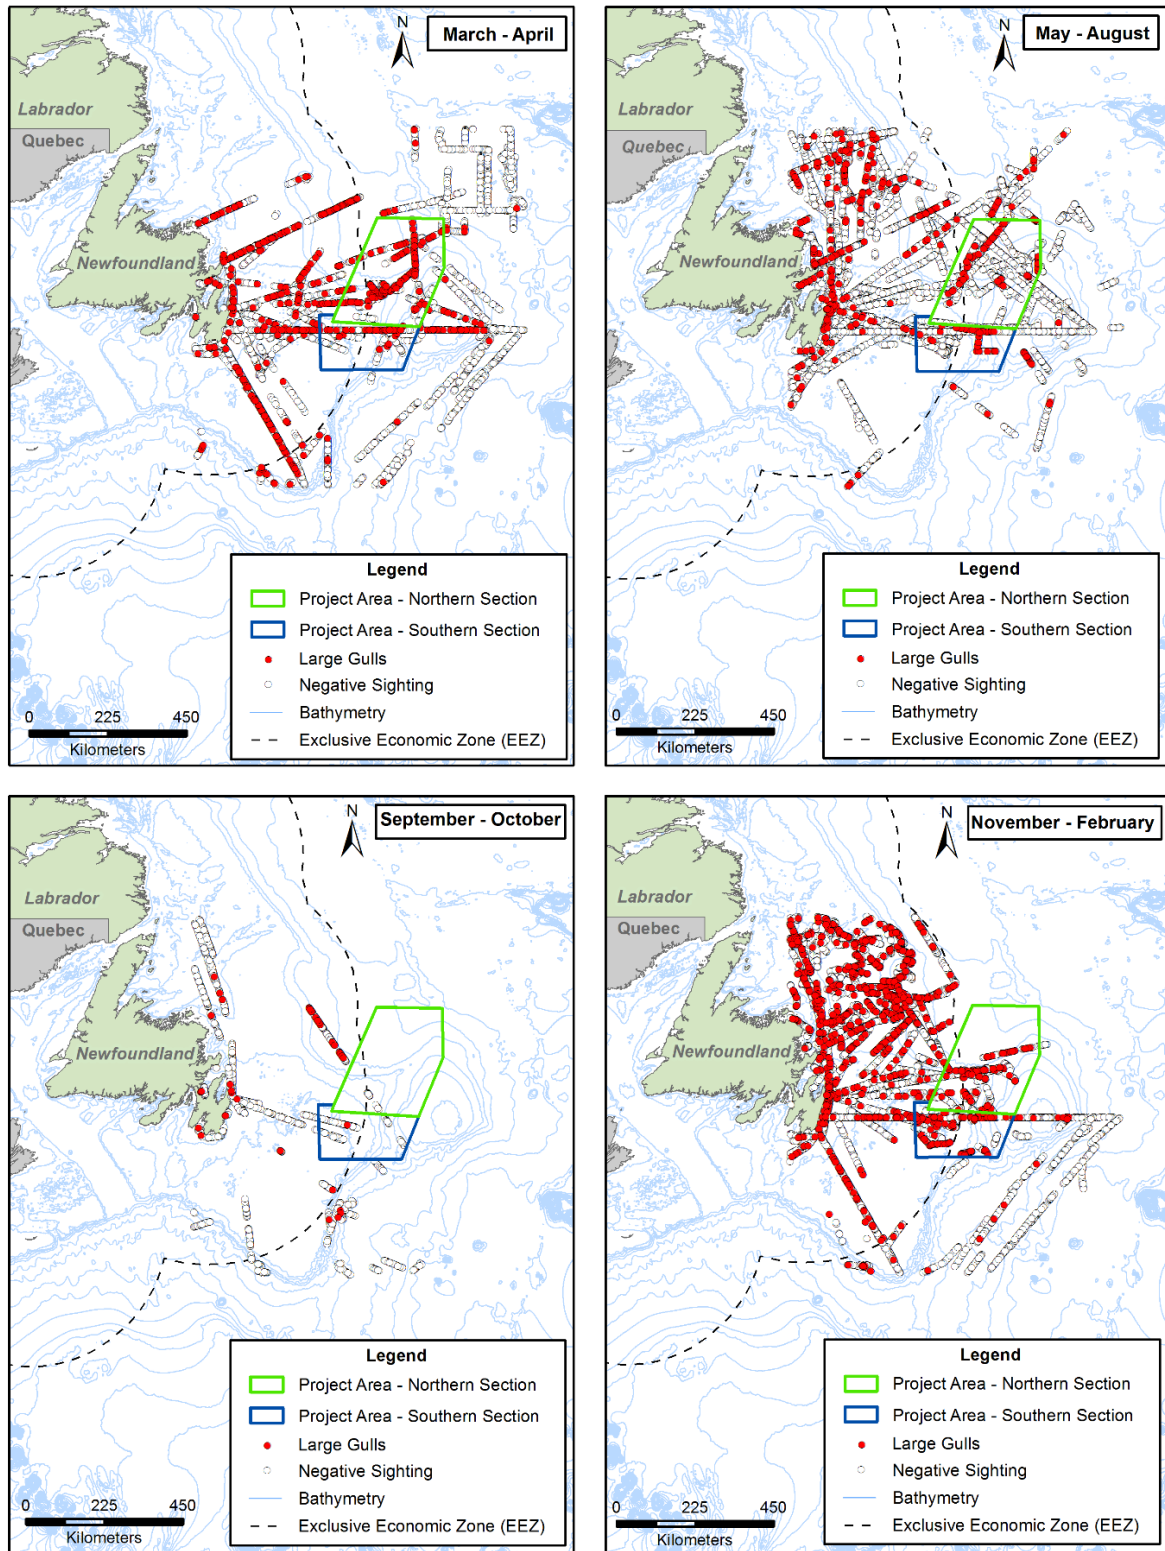 March - April
N
Labrador
Quebec
Newfoundland
Legend
Project Area - Northern Section
Project Area - Southern Section
Large Gulls
Negative Sighting
Bathymetry
Exclusive Economic Zone (EEZ)
0 225 450
Kilometers
May - August
N
Labrador
Quebec
Newfoundland
Legend
Project Area - Northern Section
Project Area - Southern Section
Large Gulls
Negative Sighting
Bathymetry
Exclusive Economic Zone (EEZ)
0 225 450
Kilometers
September - October
N
Labrador
Quebec
Newfoundland
Legend
Project Area - Northern Section
Project Area - Southern Section
Large Gulls
Negative Sighting
Bathymetry
Exclusive Economic Zone (EEZ)
0 225 450
Kilometers
November - February
N
Labrador
Quebec
Newfoundland
Legend
Project Area - Northern Section
Project Area - Southern Section
Large Gulls
Negative Sighting
Bathymetry
Exclusive Economic Zone (EEZ)
0 225 450
Kilometers